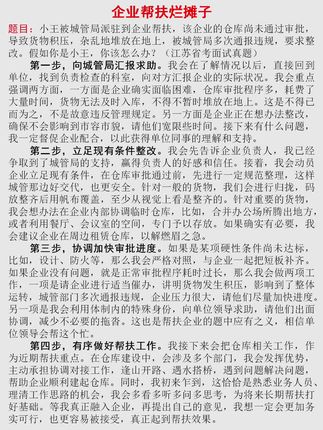 企业帮扶烂摊子
题目：小王被城管局派驻到企业帮扶，该企业的仓库尚未通过审批，
导致货物积压，杂乱地堆放在地上，被城管局多次通报违规，要求整
改。假如你是小王，你该怎么办？（江苏省考面试真题）
第一步，向城管局汇报求助。我会在了解情况以后，直接回到
单位，找到负责检查的科室，向对方汇报企业的实际状况。我会重点
强调两方面，一方面是企业确实面临困难，仓库审批程序多，耗费了
大量时间，货物无法及时入库，不得不暂时堆放在地上。这是不得已
而为之，不是故意违反管理规定。另一方面是企业正在想办法整改，
确保不会影响到市容市貌，请他们宽限些时间。接下来有什么问题，
我一定督促企业配合，以此获得单位同事的理解和支持。
第二步，立足现有条件整改。我会先告诉企业负责人，我已经
争取到了城管局的支持，赢得负责人的好感和信任。接着，我会动员
企业立足现有条件，在仓库审批通过前，先进行一定规范整理，这样
城管那边好交代，也更安全。针对一般的货物，我们会进行归拢，码
放整齐后用帆布覆盖，至少从视觉上看是整齐的。针对重要的货物，
我会想办法在企业内部协调临时仓库，比如，合并办公场所腾出地方，
或者利用餐厅、会议室的空间，专门予以存放。如果确实有必要，我
会建议企业在周边租赁仓库，以解燃眉之急。
第三步，协调加快审批进度。如果是某项硬性条件尚未达标，
比如，设计、防火等，那么我会严格对照，与企业一起把短板补齐。
如果企业没有问题，就是正常审批程序耗时过长，那么我会做两项工
作，一项是请企业进行适当催办，讲明货物发生积压，影响到了整体
运转，城管部门多次通报违规，企业压力很大，请他们尽量加快进度。
另一项是我会利用体制内的特殊身份，向单位领导求助，请他们出面
协调，减少不必要的拖沓。这也是帮扶企业的题中应有之义，相信单
位领导会帮这个忙。
第四步，有序做好帮扶工作。我接下来会把仓库相关工作，作
为近期帮扶重点。在仓库建设中，会涉及多个部门，我会发挥优势，
主动承担协调对接工作，逢山开路、遇水搭桥，遇到问题解决问题，
帮助企业顺利建起仓库。同时，我初来乍到，这恰恰是熟悉业务人员、
理清工作思路的机会，我会多看多听多问多思考，为将来长期帮扶打
好基础。等我真正融入企业，再提出自己的意见，我想一定会更加务
实可行，也更容易被接受，真正起到帮扶效果。